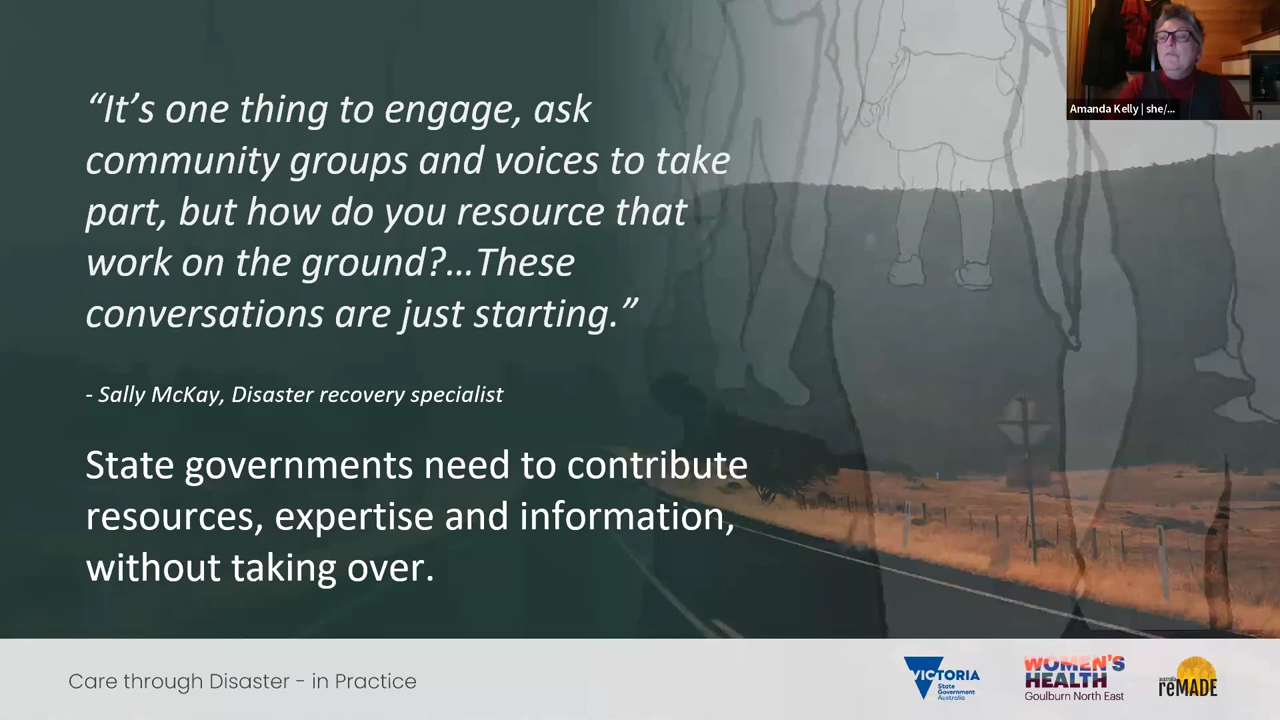 “It’s one thing to engage, ask
community groups and voices to take
part, but how do you resource that
work on the ground?...These
conversations are just starting.”
- Sally McKay, Disaster recovery specialist
State governments need to contribute
resources, expertise and information,
without taking over.
Amanda Kelly | she/...
Care through Disaster - in Practice
VICTORIA
State
Government
Australia
WOMEN'S
HEALTH
Goulburn North East
australia
reMADE